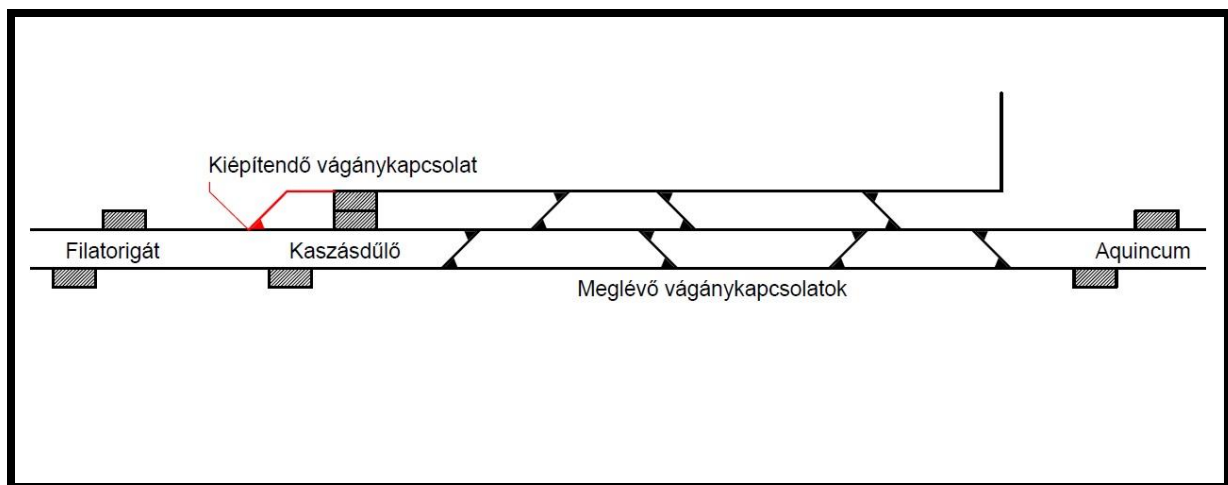 Kiépítendő vágánykapcsolat
Filatorigát
Kaszásdűlő
Aquincum
Meglévő vágánykapcsolatok